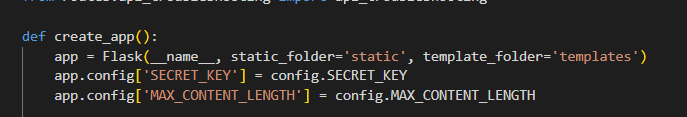 def create_app():
    app = Flask(__name__, static_folder='static', template_folder='templates')
    app.config['SECRET_KEY'] = config.SECRET_KEY
    app.config['MAX_CONTENT_LENGTH'] = config.MAX_CONTENT_LENGTH